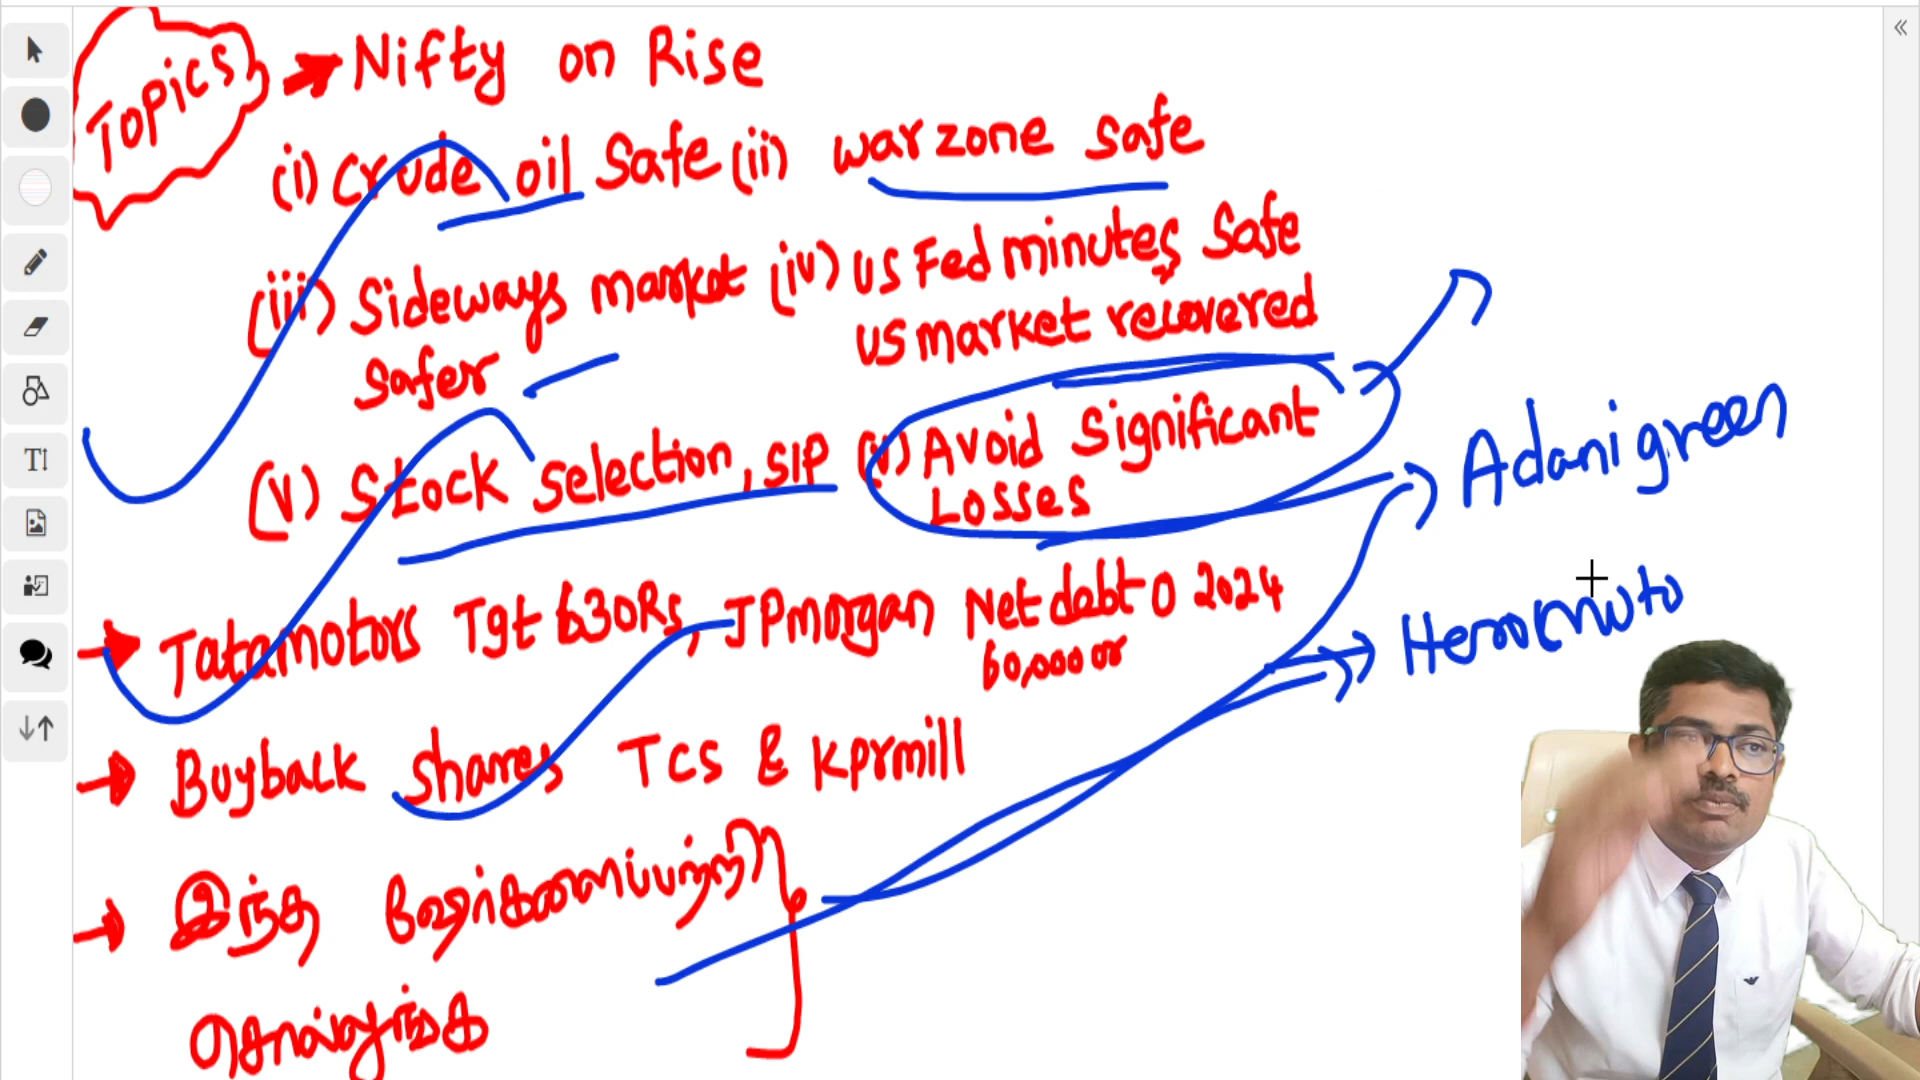 Topics
→ Nifty on Rise
(i) Crude oil Safe (ii) war zone safe
(iii) Sideways market safer
(iv) US Fed minutes Safe
US market recovered
(v) Stock selection, SIP
(v) Avoid Significant Losses
→ Tatamotors Tgt 630Rs, JPmorgan Net debt 0 2024
60,000 cr
→ Buyback shares TCS & Kprmill
→ இந்த ஷேர்களைப்பற்றி
சொல்லுங்க
Adani green
Heromoto